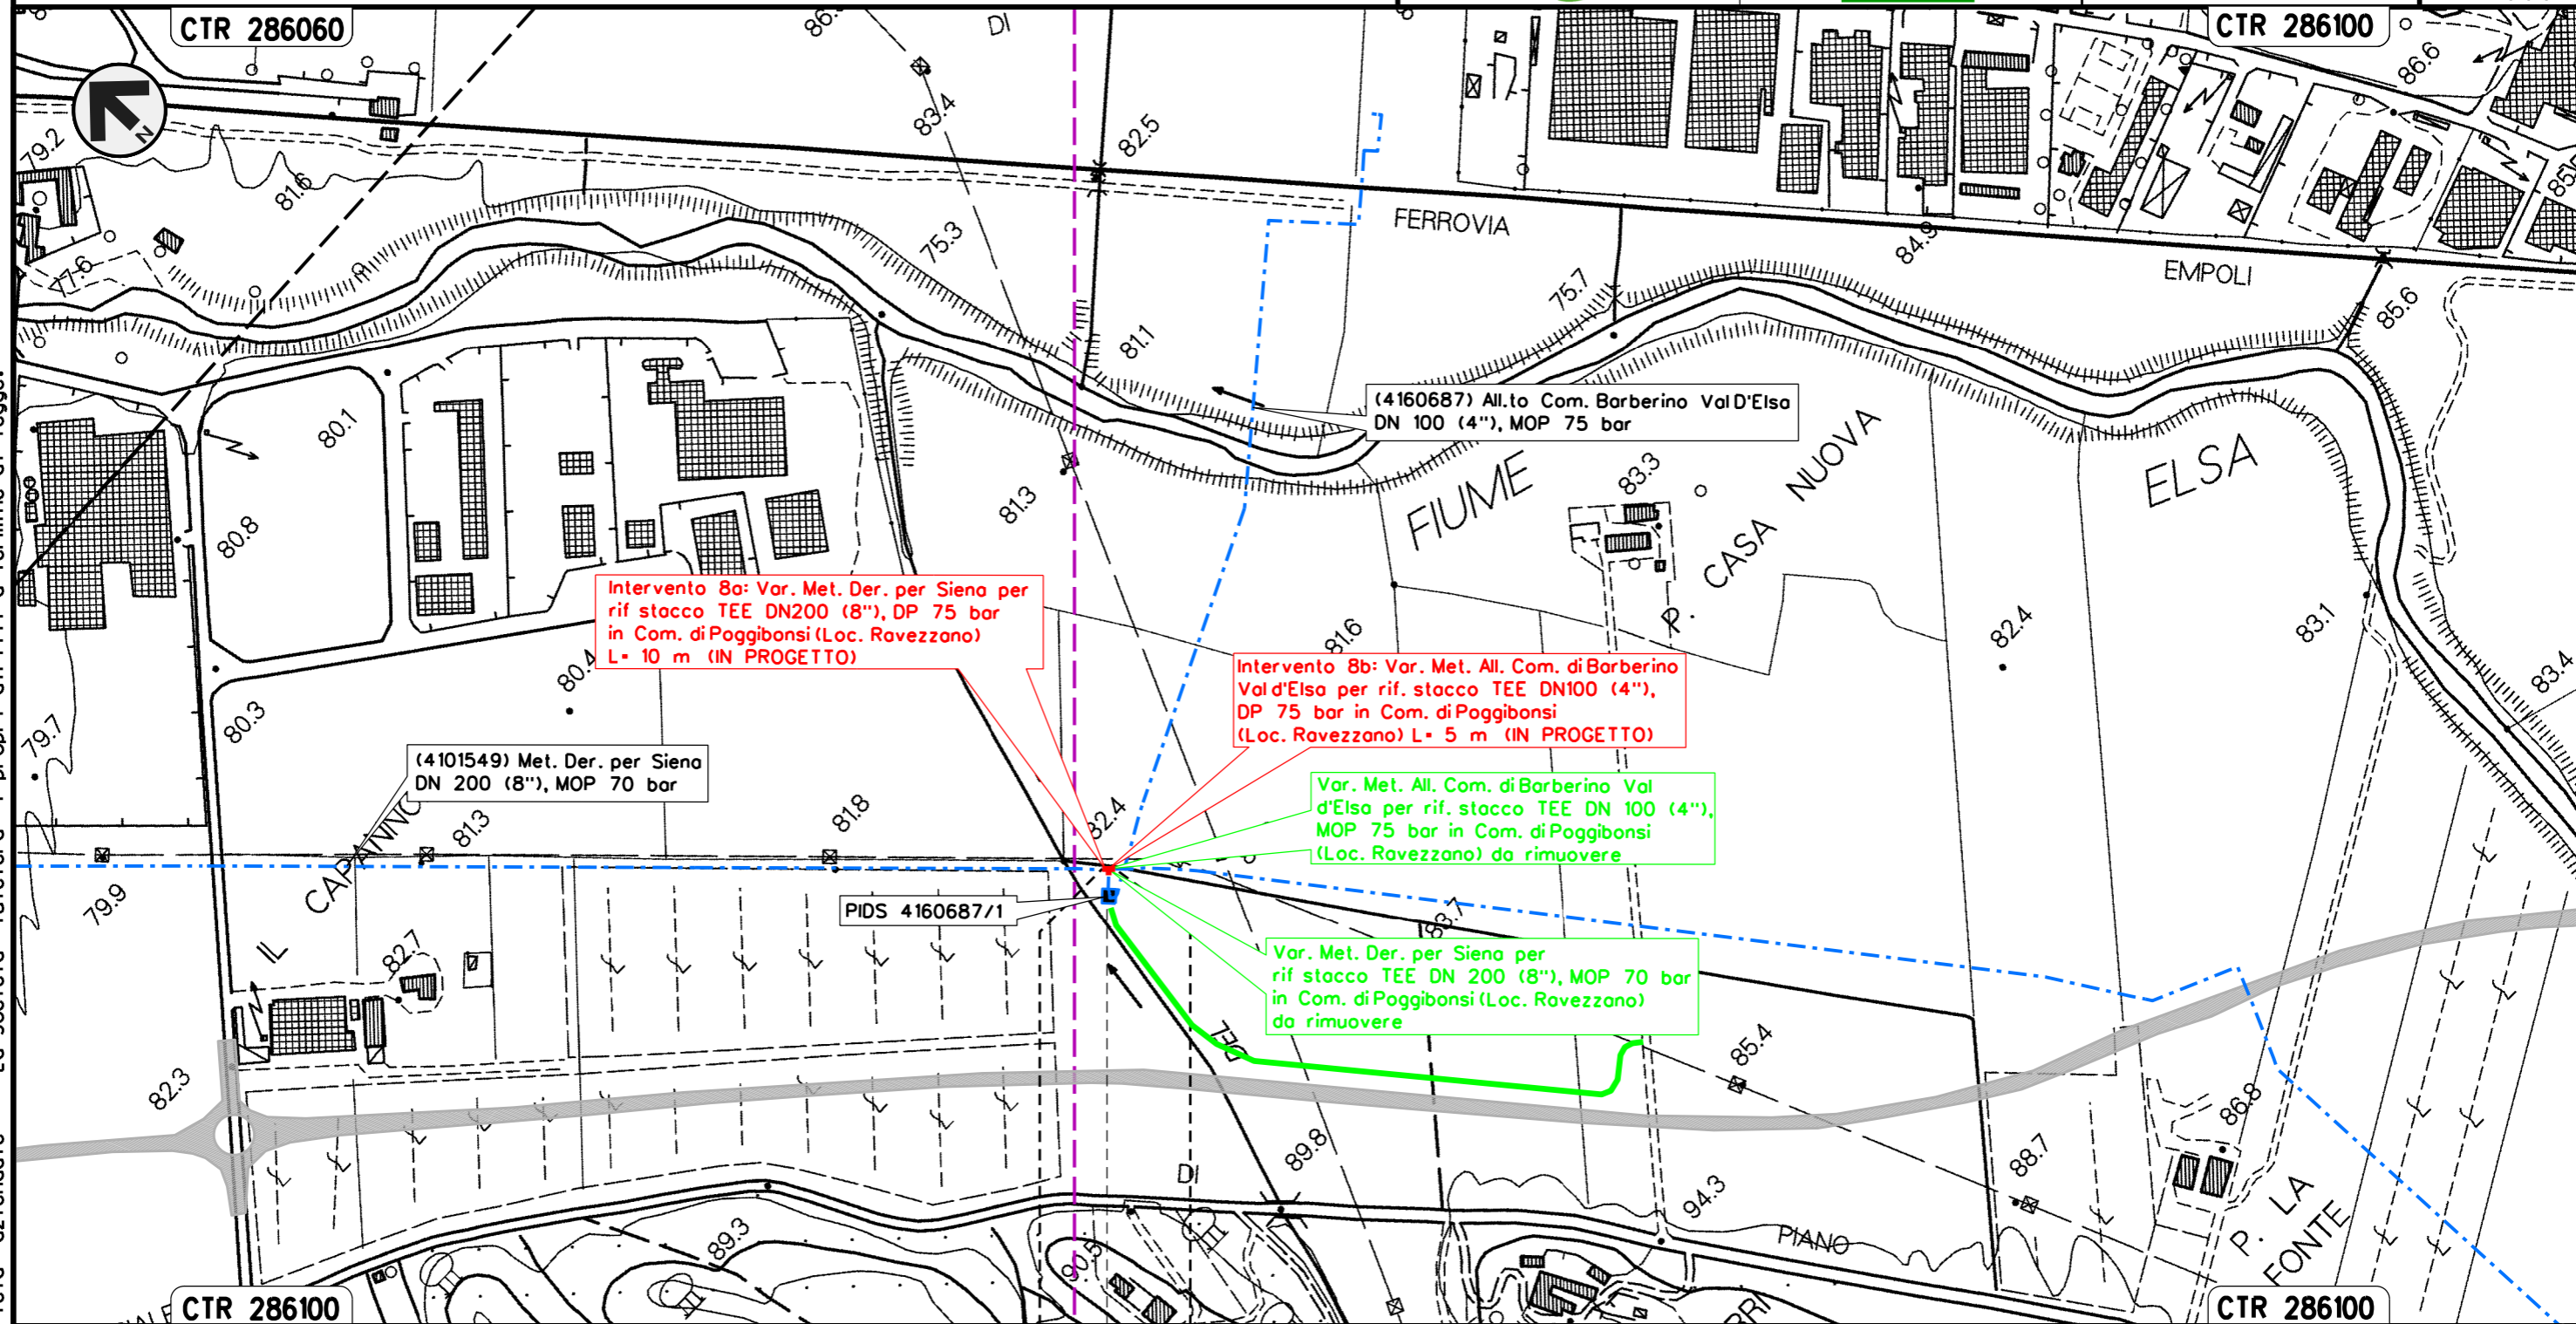 CTR 286060
CTR 286100
DI
86.6
83.4
82.5
79.2
81.6
75.3
FERROVIA
84.9
EMPOLI
77.6
75.7
85.6
81.1
(4160687) All.to Com. Barberino Val D'Elsa
DN 100 (4"), MOP 75 bar
80.1
80.8
81.3
FIUME
83.3
P. CASA NUOVA
ELSA
Intervento 8a: Var. Met. Der. per Siena per
rif stacco TEE DN200 (8"), DP 75 bar
in Com. di Poggibonsi (Loc. Ravezzano)
L= 10 m (IN PROGETTO)
80.4
81.6
82.4
83.1
83.4
Intervento 8b: Var. Met. All. Com. di Barberino
Val d'Elsa per rif. stacco TEE DN100 (4"),
DP 75 bar in Com. di Poggibonsi
(Loc. Ravezzano) L= 5 m (IN PROGETTO)
80.3
79.7
(4101549) Met. Der. per Siena
DN 200 (8"), MOP 70 bar
Var. Met. All. Com. di Barberino Val
d'Elsa per rif. stacco TEE DN 100 (4"),
MOP 75 bar in Com. di Poggibonsi
(Loc. Ravezzano) da rimuovere
81.3
81.8
82.4
79.9
IL CAPANNO
PIDS 4160687/1
83.7
82.7
Var. Met. Der. per Siena per
rif stacco TEE DN 200 (8"), MOP 70 bar
in Com. di Poggibonsi (Loc. Ravezzano)
da rimuovere
DEL
85.4
82.3
86.8
89.8
88.7
DI
94.3
PIANO
P. LA
FONTE
89.3
90.5
CTR 286100
CTR 286100